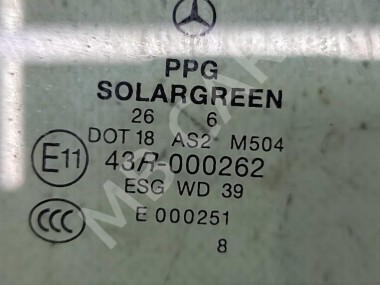 PPG
SOLARGREEN
26 6
DOT 18 AS2 M504
E11 43R-000262
ESG WD 39
CCC E 000251
8